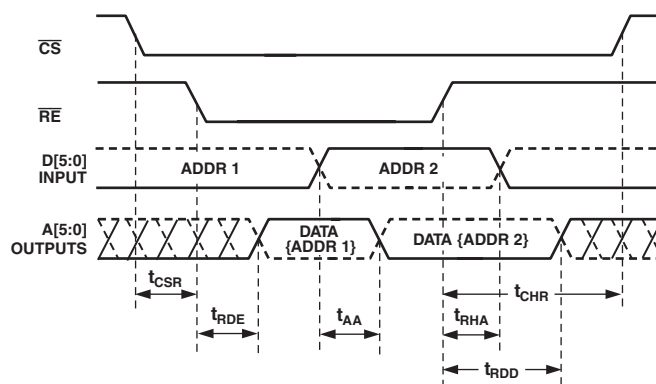 CS
RE
D[5:0]
INPUT
ADDR 1
ADDR 2
A[5:0]
OUTPUTS
DATA
{ADDR 1}
DATA {ADDR 2}
tCSR
tCHR
tRDE
tAA
tRHA
tRDD